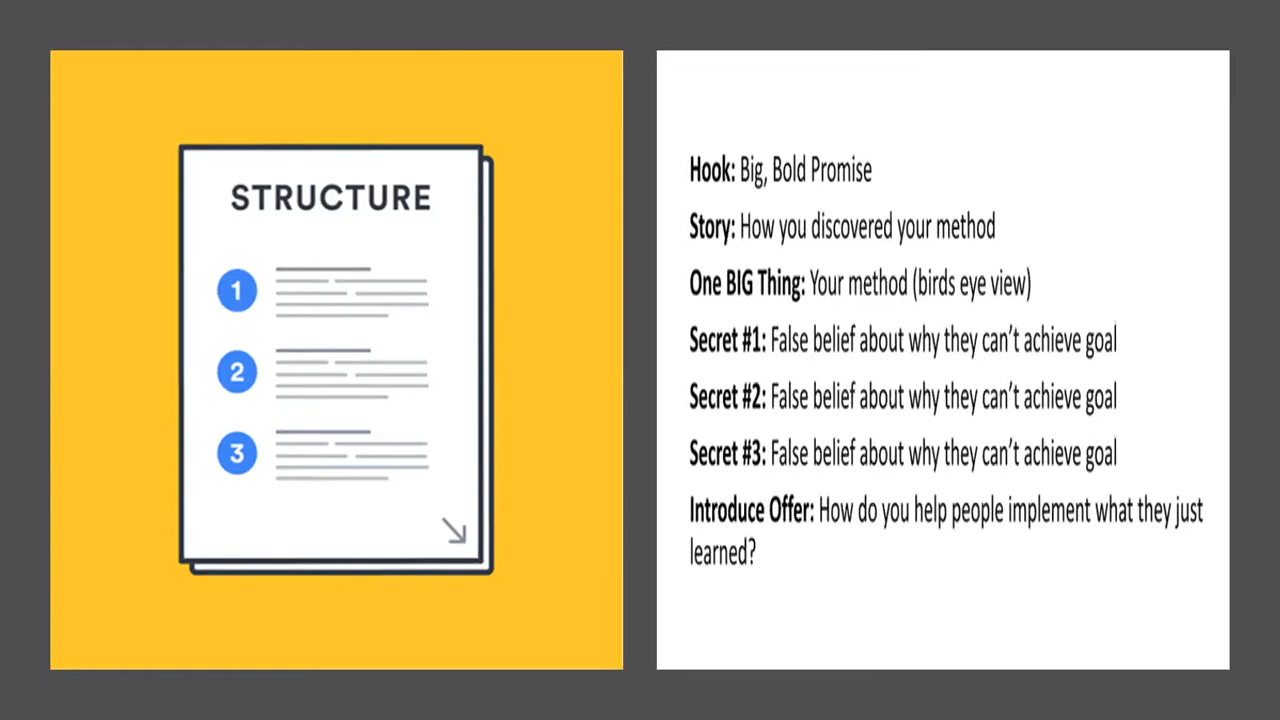 STRUCTURE
1
2
3
Hook: Big, Bold Promise
Story: How you discovered your method
One BIG Thing: Your method (birds eye view)
Secret #1: False belief about why they can’t achieve goal
Secret #2: False belief about why they can’t achieve goal
Secret #3: False belief about why they can’t achieve goal
Introduce Offer: How do you help people implement what they just
learned?